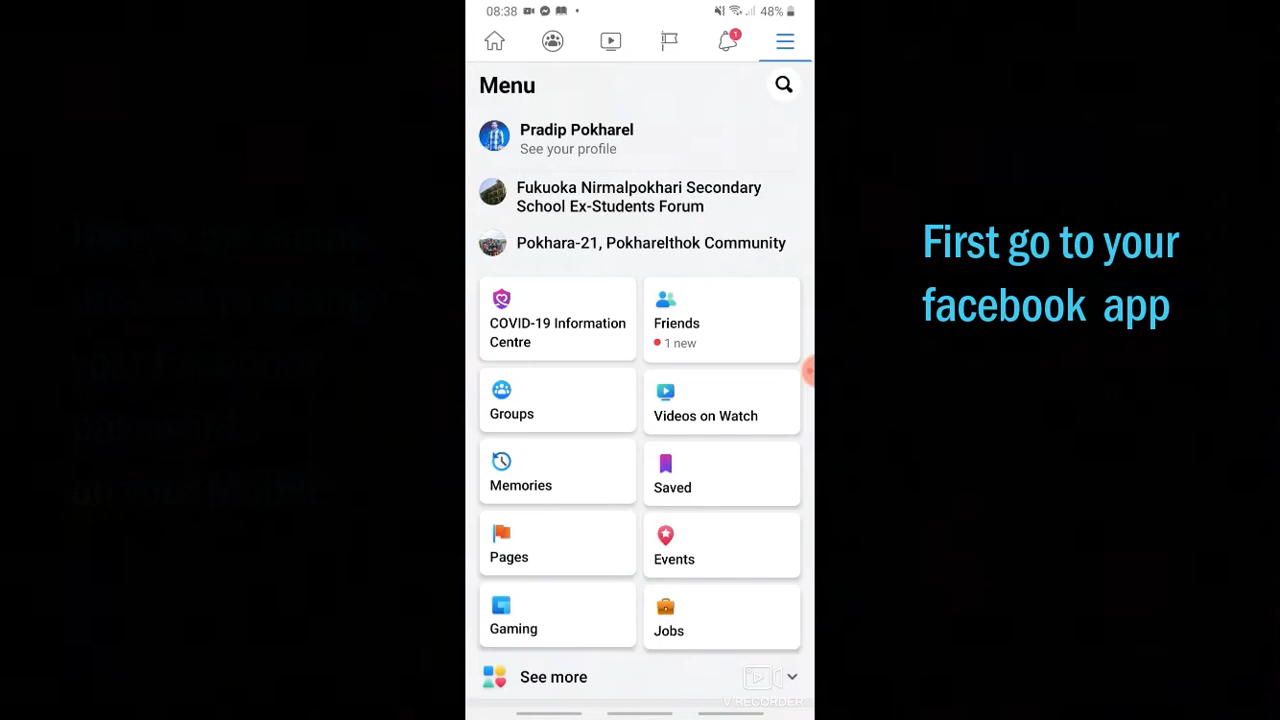 08:38
48%
1
Menu
Pradip Pokharel
See your profile
Fukuoka Nirmalpokhari Secondary
School Ex-Students Forum
Pokhara-21, Pokharelthok Community
COVID-19 Information
Centre
Friends
1 new
Groups
Videos on Watch
Memories
Saved
Pages
Events
Gaming
Jobs
See more
V RECORDER
First go to your
facebook app